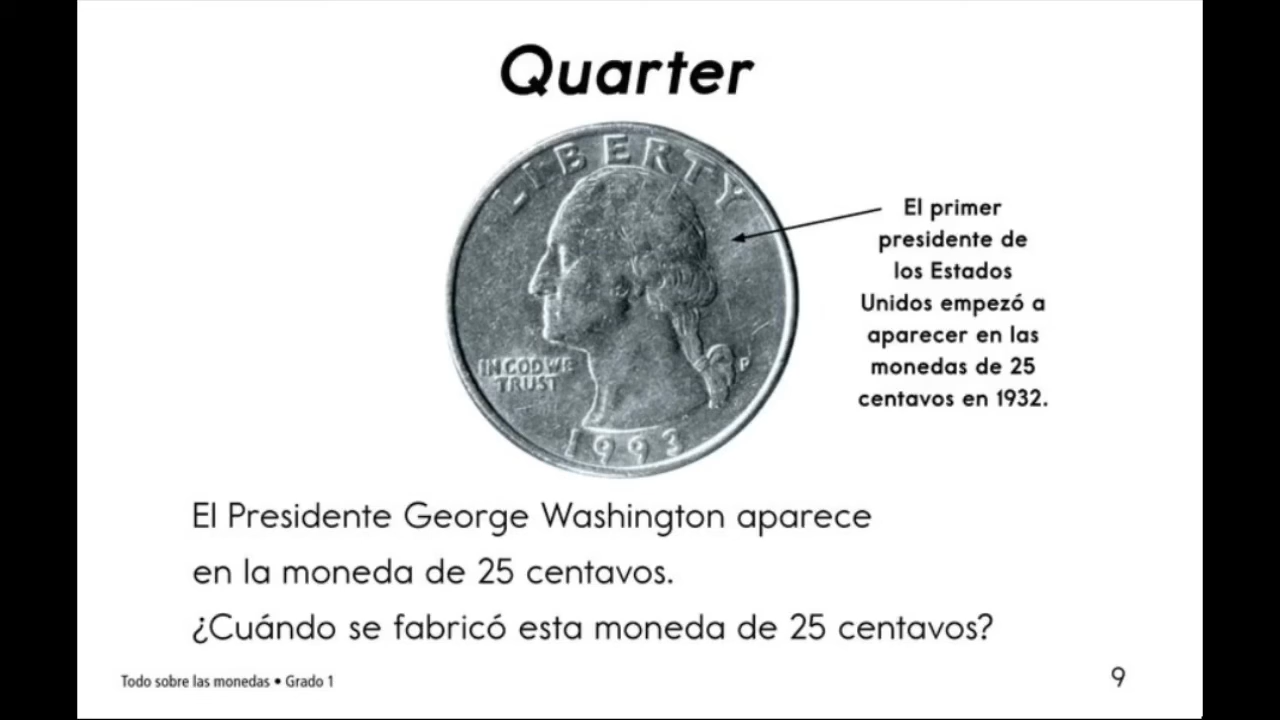 Quarter
LIBERTY
El primer
presidente de
los Estados
Unidos empezó a
aparecer en las
monedas de 25
centavos en 1932.
IN GOD WE
TRUST
P
1993
El Presidente George Washington aparece
en la moneda de 25 centavos.
¿Cuándo se fabricó esta moneda de 25 centavos?
Todo sobre las monedas • Grado 1
9